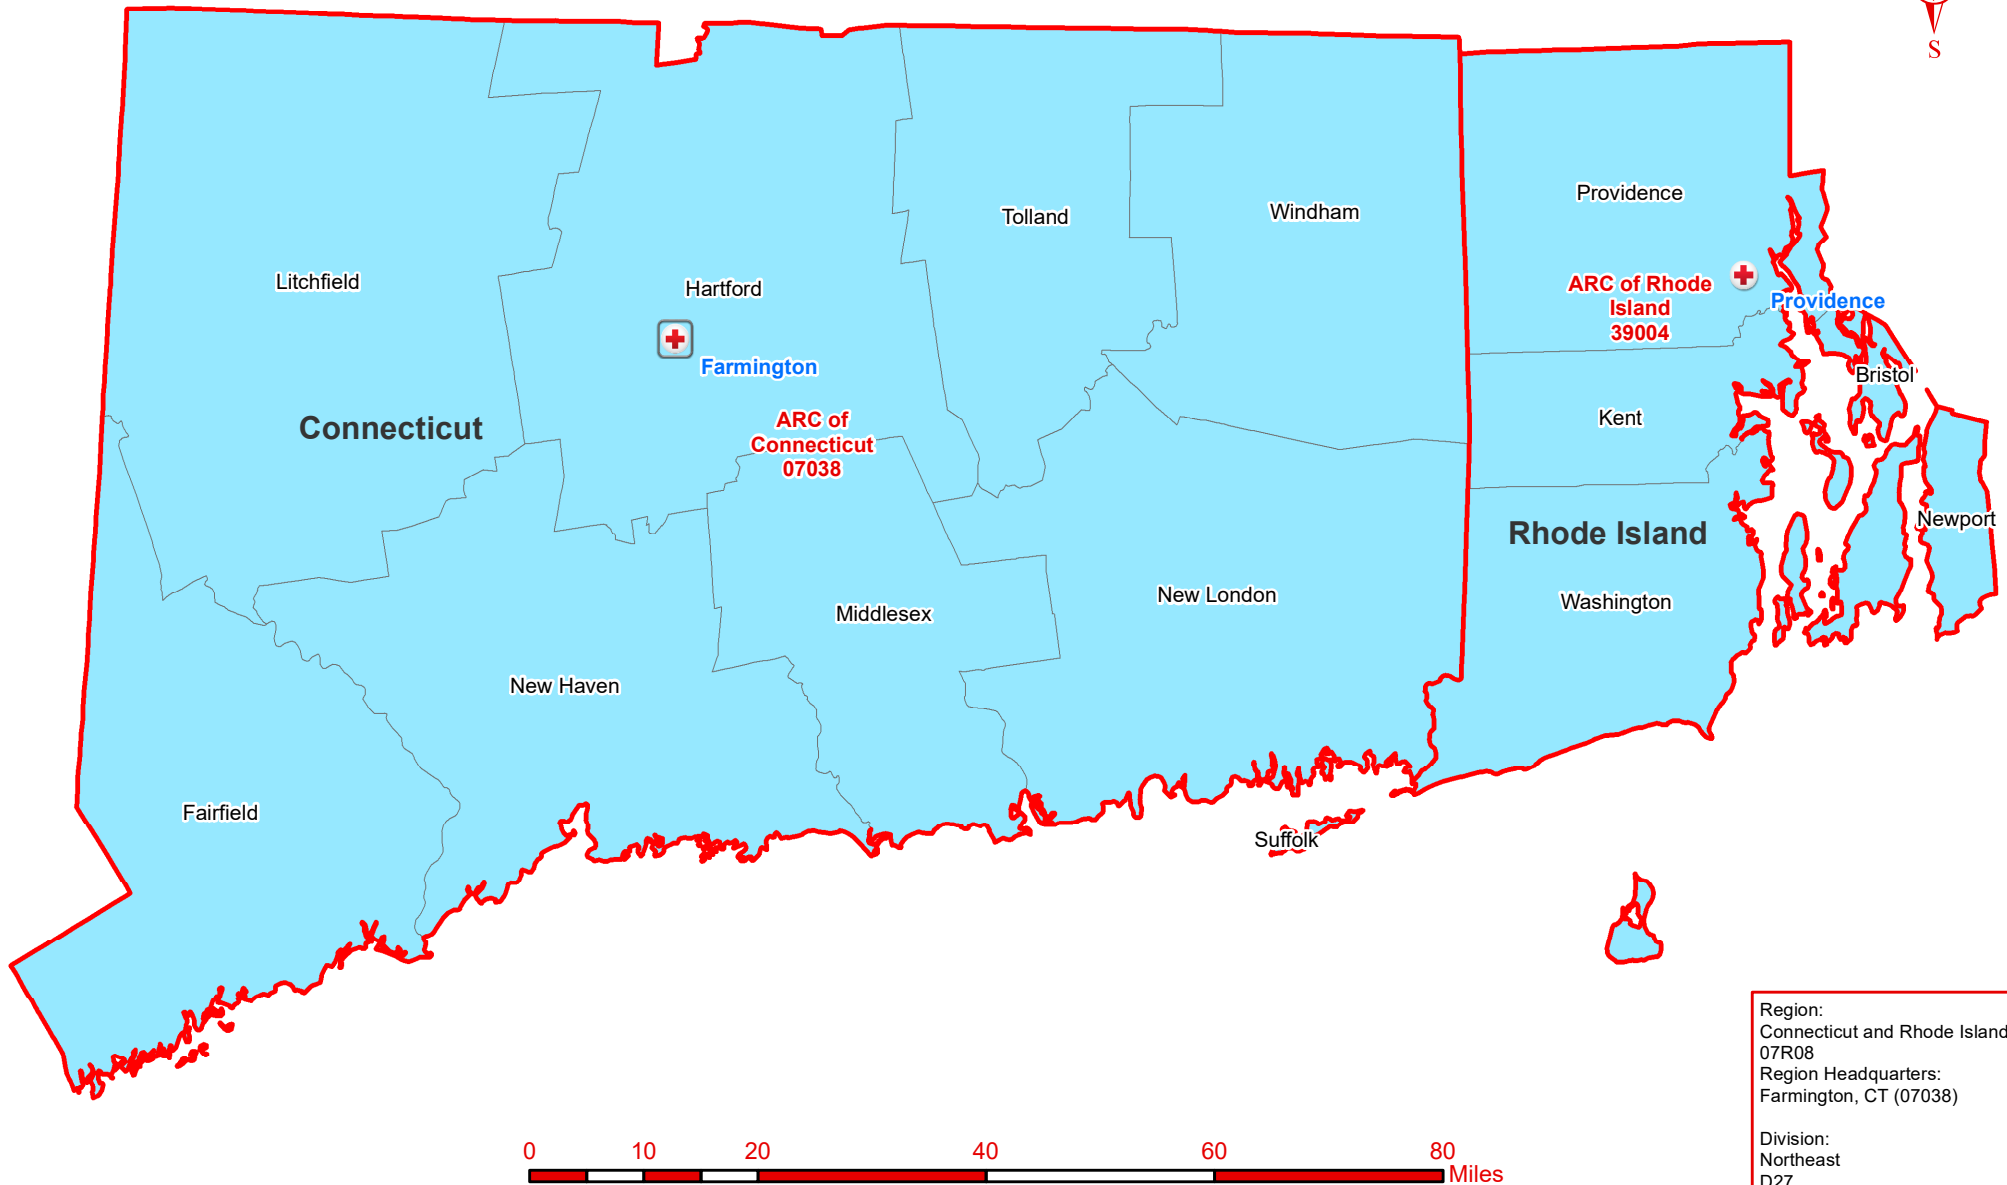 S
Providence
Windham
Tolland
Litchfield
Hartford
ARC of Rhode
Island
39004
Providence
Farmington
Bristol
Kent
Connecticut
ARC of
Connecticut
07038
Newport
Rhode Island
New London
Washington
Middlesex
New Haven
Fairfield
Suffolk
Region:
Connecticut and Rhode Island
07R08
Region Headquarters:
Farmington, CT (07038)
Division:
Northeast
D27
0 10 20 40 60 80
Miles